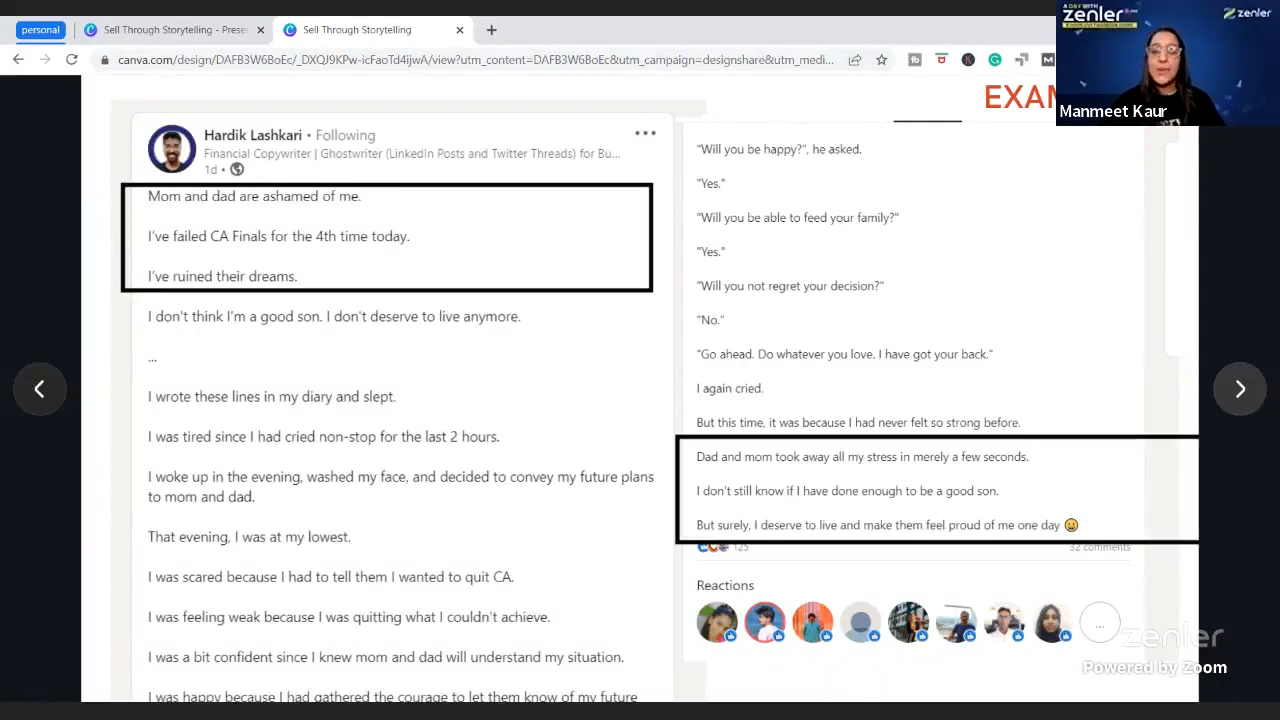 personal
Sell Through Storytelling - Prese
Sell Through Storytelling
canva.com/design/DAFB3W6BoEc/_DXQJ9KPw-icFaoTd4ijwA/view?utm_content=DAFB3W6BoEc&utm_campaign=designshare&utm_medi...
A DAY WITH
zenler
zenler
Manmeet Kaur
EXAM
Hardik Lashkari • Following
Financial Copywriter | Ghostwriter (LinkedIn Posts and Twitter Threads) for Bu...
1d •
Mom and dad are ashamed of me.
I've failed CA Finals for the 4th time today.
I've ruined their dreams.
I don't think I'm a good son. I don't deserve to live anymore.
...
I wrote these lines in my diary and slept.
I was tired since I had cried non-stop for the last 2 hours.
I woke up in the evening, washed my face, and decided to convey my future plans
to mom and dad.
That evening, I was at my lowest.
I was scared because I had to tell them I wanted to quit CA.
I was feeling weak because I was quitting what I couldn't achieve.
I was a bit confident since I knew mom and dad will understand my situation.
I was happy because I had gathered the courage to let them know of my future
"Will you be happy?", he asked.
"Yes."
"Will you be able to feed your family?"
"Yes."
"Will you not regret your decision?"
"No."
"Go ahead. Do whatever you love. I have got your back."
I again cried.
But this time, it was because I had never felt so strong before.
Dad and mom took away all my stress in merely a few seconds.
I don't still know if I have done enough to be a good son.
But surely, I deserve to live and make them feel proud of me one day 😀
125
32 comments
Reactions
...
zenler
Powered by Zoom